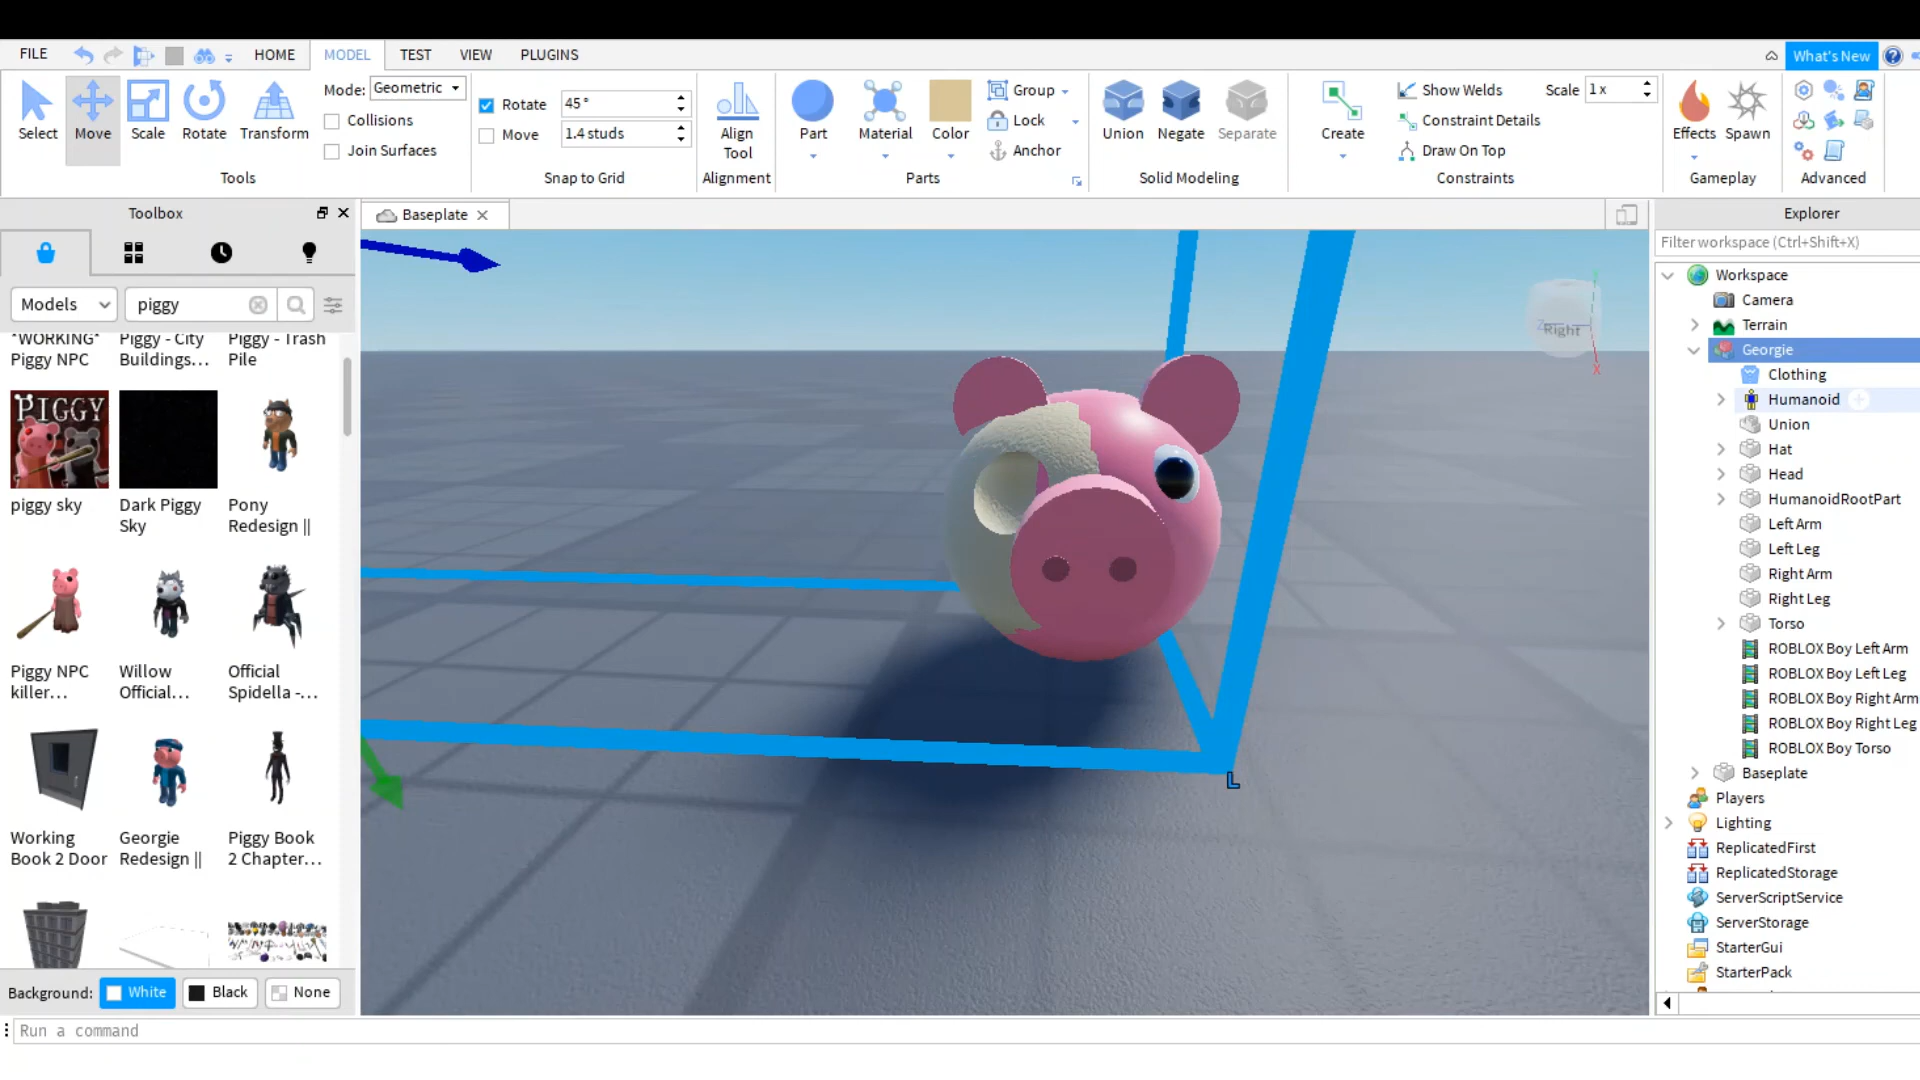 FILE HOME MODEL TEST VIEW PLUGINS What's New
Select Move Scale Rotate Transform
Mode: Geometric
Collisions
Join Surfaces
Tools
Rotate 45°
Move 1.4 studs
Snap to Grid
Align
Tool
Alignment
Part Material Color
Group
Lock
Anchor
Parts
Union Negate Separate
Solid Modeling
Create
Show Welds
Scale 1 x
Constraint Details
Draw On Top
Constraints
Effects Spawn
Gameplay
Advanced
Toolbox
Models piggy
*WORKING*
Piggy NPC
Piggy - City
Buildings...
Piggy - Trash
Pile
PIGGY
piggy sky
Dark Piggy
Sky
Pony
Redesign ||
Piggy NPC
killer...
Willow
Official...
Official
Spidella -...
Working
Book 2 Door
Georgie
Redesign ||
Piggy Book
2 Chapter...
Background: White Black None
Run a command
Baseplate
Right
Z
X
L
Explorer
Filter workspace (Ctrl+Shift+X)
Workspace
Camera
Terrain
Georgie
Clothing
Humanoid
Union
Hat
Head
HumanoidRootPart
Left Arm
Left Leg
Right Arm
Right Leg
Torso
ROBLOX Boy Left Arm
ROBLOX Boy Left Leg
ROBLOX Boy Right Arm
ROBLOX Boy Right Leg
ROBLOX Boy Torso
Baseplate
Players
Lighting
ReplicatedFirst
ReplicatedStorage
ServerScriptService
ServerStorage
StarterGui
StarterPack